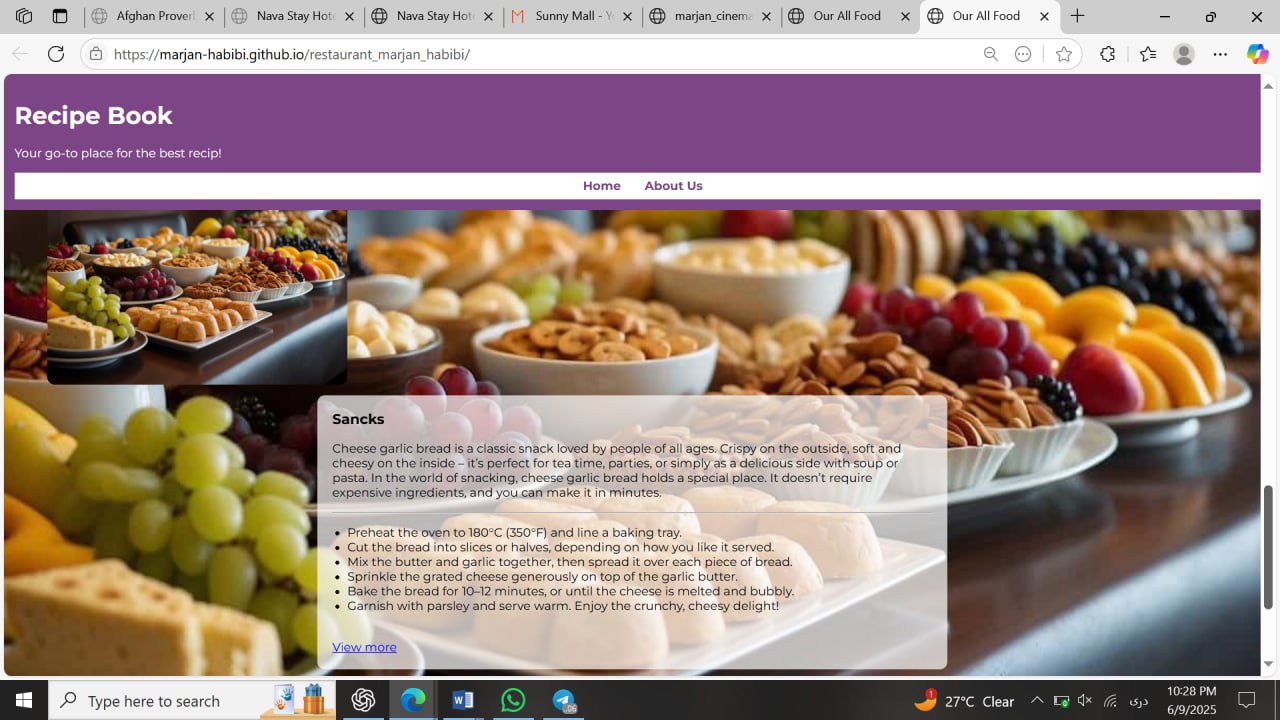 Afghan Proverb
Nava Stay Hote
Nava Stay Hote
Sunny Mall - Y
marjan_cinema
Our All Food
Our All Food
https://marjan-habibi.github.io/restaurant_marjan_habibi/
Recipe Book
Your go-to place for the best recip!
Home About Us
Sancks
Cheese garlic bread is a classic snack loved by people of all ages. Crispy on the outside, soft and
cheesy on the inside – it’s perfect for tea time, parties, or simply as a delicious side with soup or
pasta. In the world of snacking, cheese garlic bread holds a special place. It doesn’t require
expensive ingredients, and you can make it in minutes.
Preheat the oven to 180°C (350°F) and line a baking tray.
Cut the bread into slices or halves, depending on how you like it served.
Mix the butter and garlic together, then spread it over each piece of bread.
Sprinkle the grated cheese generously on top of the garlic butter.
Bake the bread for 10–12 minutes, or until the cheese is melted and bubbly.
Garnish with parsley and serve warm. Enjoy the crunchy, cheesy delight!
View more
Type here to search
1
27°C Clear
دری
10:28 PM
6/9/2025